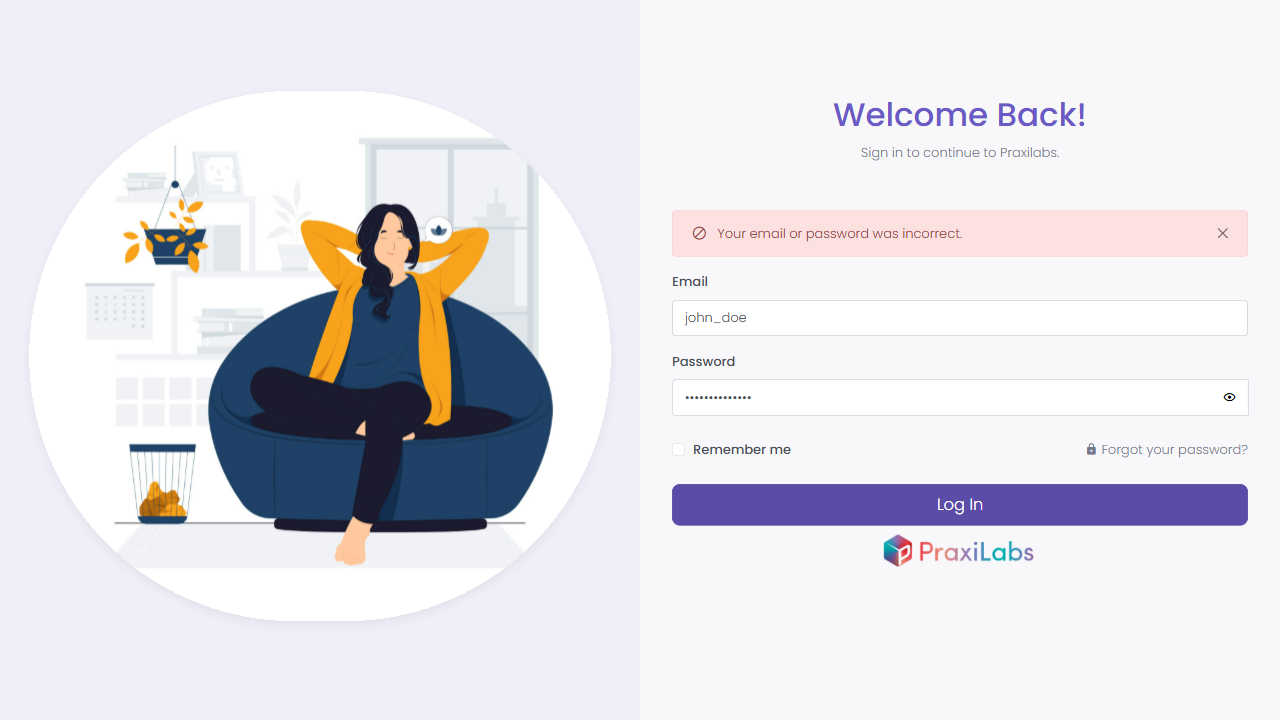 Welcome Back!
Sign in to continue to Praxilabs.
Your email or password was incorrect.
Email
john_doe
Password
••••••••••••••
Remember me
Forgot your password?
Log In
PraxiLabs